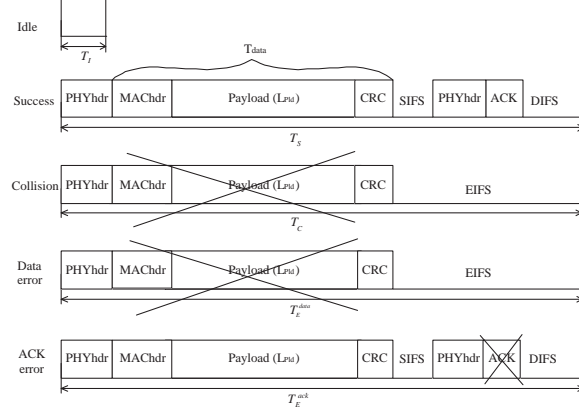 Idle
T_I
T_data
Success PHYhdr MAChdr Payload (L_Pld) CRC SIFS PHYhdr ACK DIFS
T_S
Collision PHYhdr MAChdr Payload (L_Pld) CRC EIFS
T_C
Data error PHYhdr MAChdr Payload (L_Pld) CRC EIFS
T_E^data
ACK error PHYhdr MAChdr Payload (L_Pld) CRC SIFS PHYhdr ACK DIFS
T_E^ack